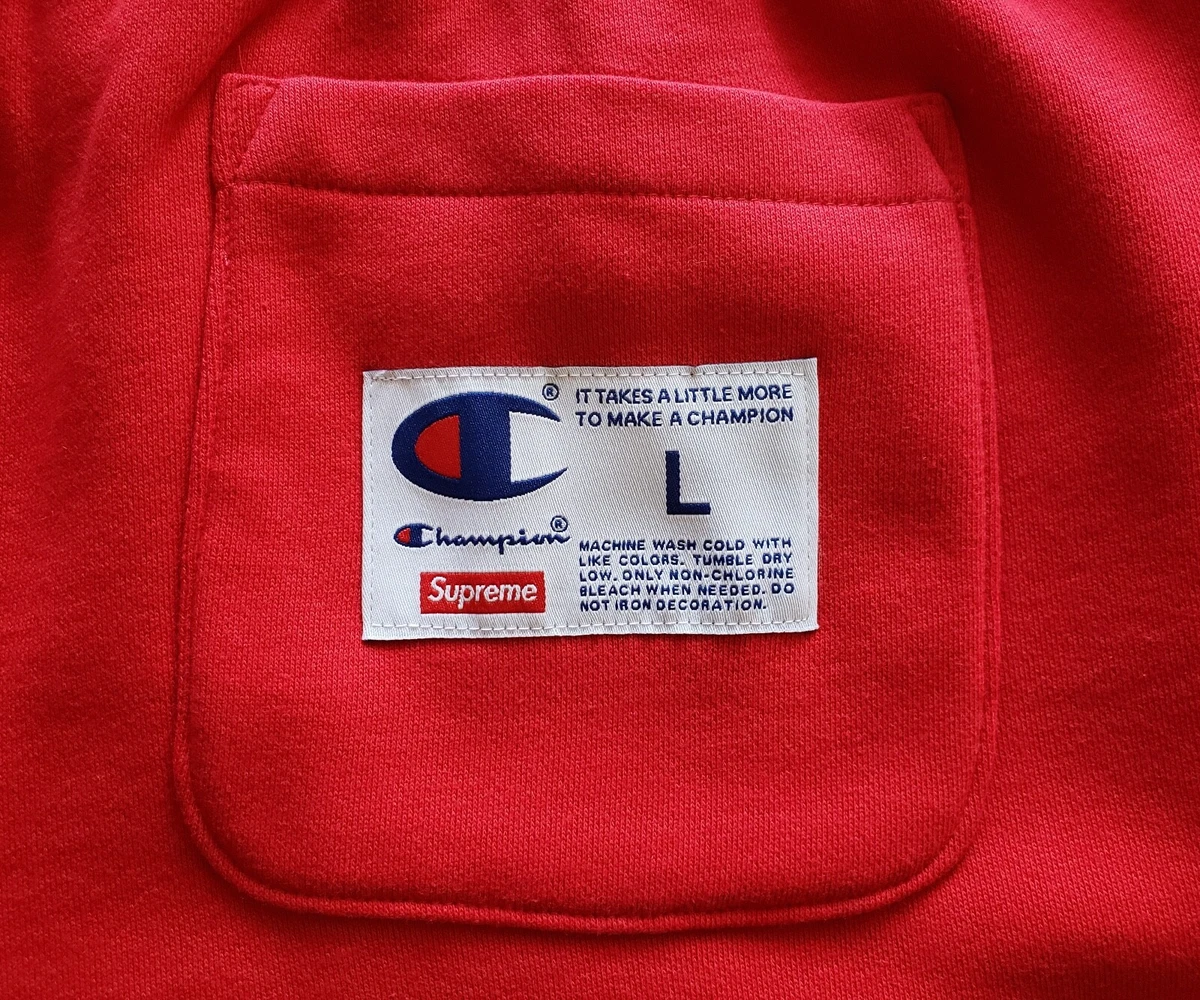 ®
IT TAKES A LITTLE MORE
TO MAKE A CHAMPION
L
Champion®
Supreme
MACHINE WASH COLD WITH
LIKE COLORS. TUMBLE DRY
LOW. ONLY NON-CHLORINE
BLEACH WHEN NEEDED. DO
NOT IRON DECORATION.